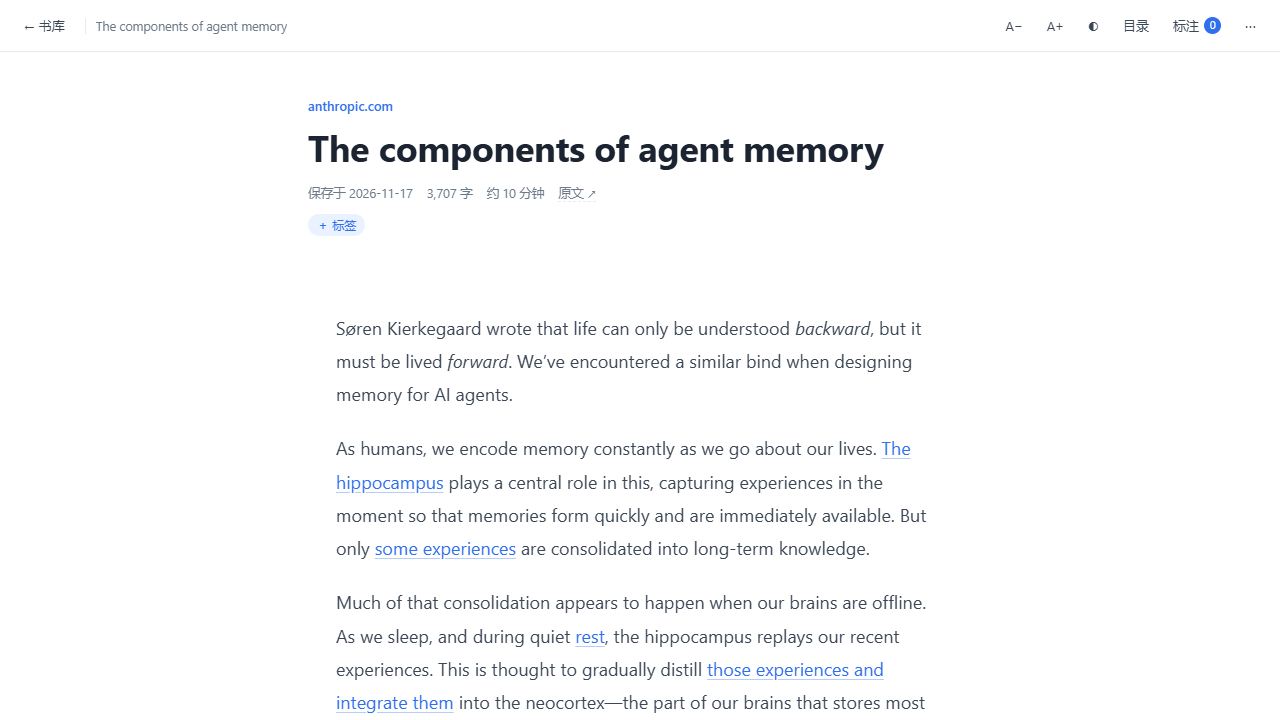 ← 书库
The components of agent memory
A−
A+
◐
目录
标注 0
···
anthropic.com
The components of agent memory
保存于 2026-11-17 3,707 字 约 10 分钟 原文 ↗
+ 标签
Søren Kierkegaard wrote that life can only be understood backward, but it
must be lived forward. We’ve encountered a similar bind when designing
memory for AI agents.
As humans, we encode memory constantly as we go about our lives. The
hippocampus plays a central role in this, capturing experiences in the
moment so that memories form quickly and are immediately available. But
only some experiences are consolidated into long-term knowledge.
Much of that consolidation appears to happen when our brains are offline.
As we sleep, and during quiet rest, the hippocampus replays our recent
experiences. This is thought to gradually distill those experiences and
integrate them into the neocortex—the part of our brains that stores most